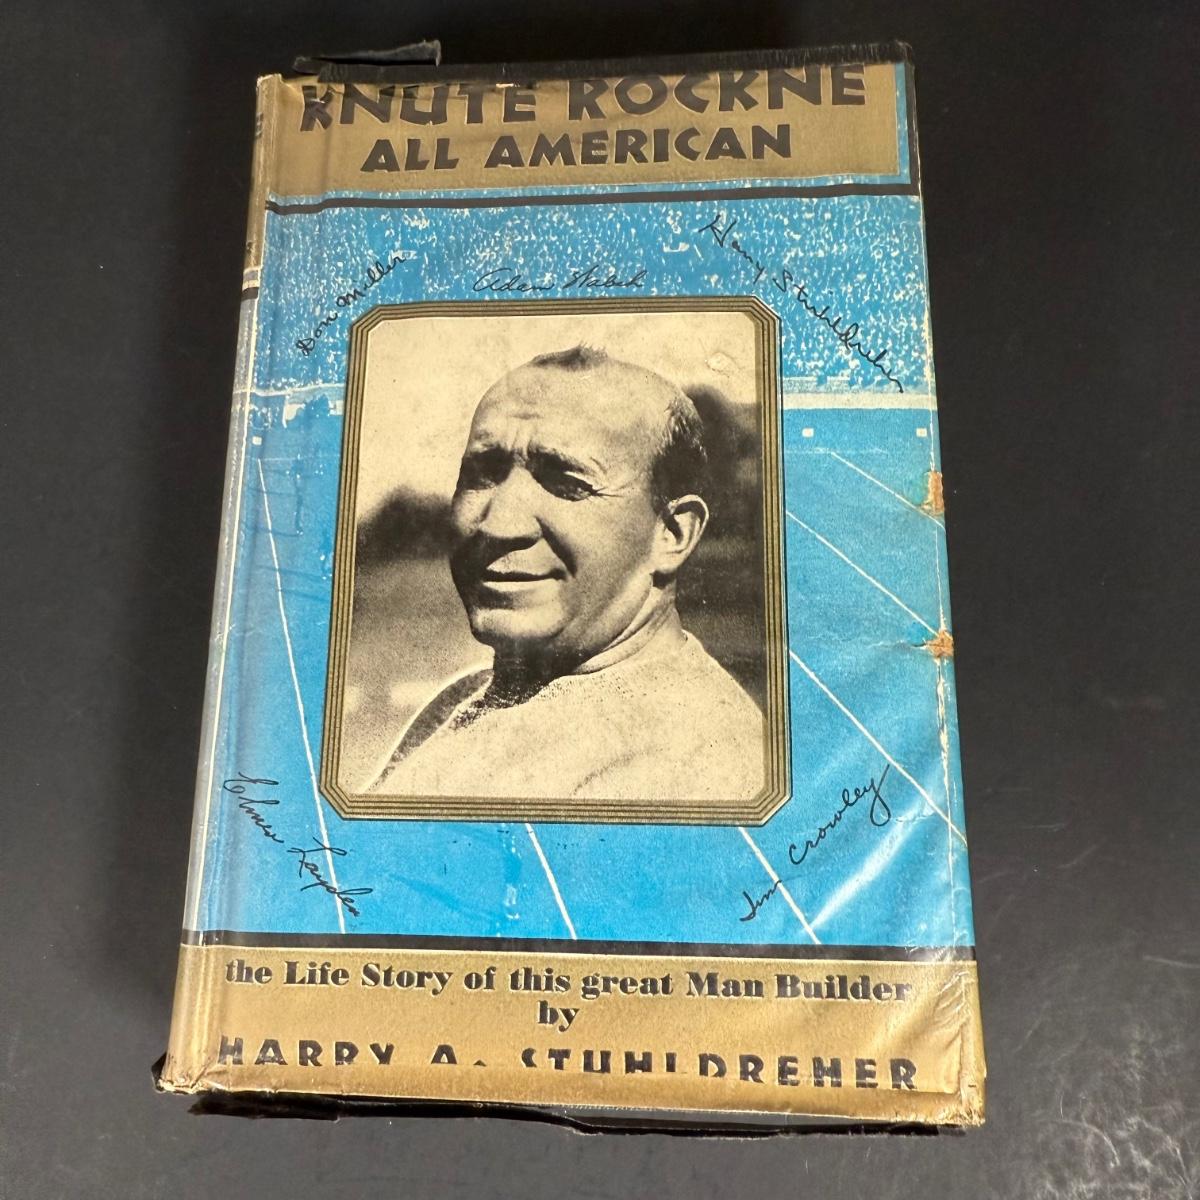 KNUTE ROCKNE
ALL AMERICAN
Don Miller
Adam Walsh
Harry Stuhldreher
Elmer Layden
Jim Crowley
the Life Story of this great Man Builder
by
HARRY A. STUHLDREHER